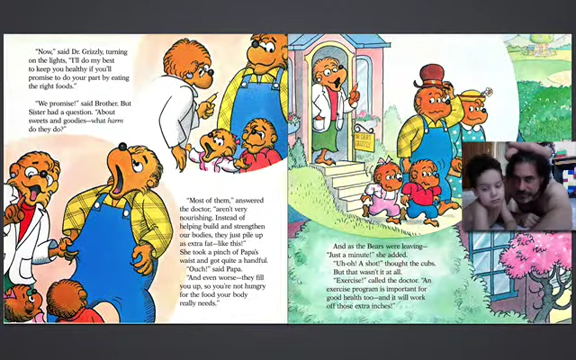 "Now," said Dr. Grizzly, turning
on the lights, "I'll do my best
to keep you healthy if you'll
promise to do your part by eating
the right foods."
"We promise!" said Brother. But
Sister had a question. "About
sweets and goodies—what harm
do they do?"
"Most of them," answered
the doctor, "aren't very
nourishing. Instead of
helping build and strengthen
our bodies, they just pile up
as extra fat—like this!"
She took a pinch of Papa's
waist and got quite a handful.
"Ouch!" said Papa.
"And even worse—they fill
you up, so you're not hungry
for the food your body
really needs."
And as the Bears were leaving—
"Just a minute!" she added.
"Uh-oh! A shot!" thought the cubs.
But that wasn't it at all.
"Exercise!" called the doctor. "An
exercise program is important for
good health too—and it will work
off those extra inches!"